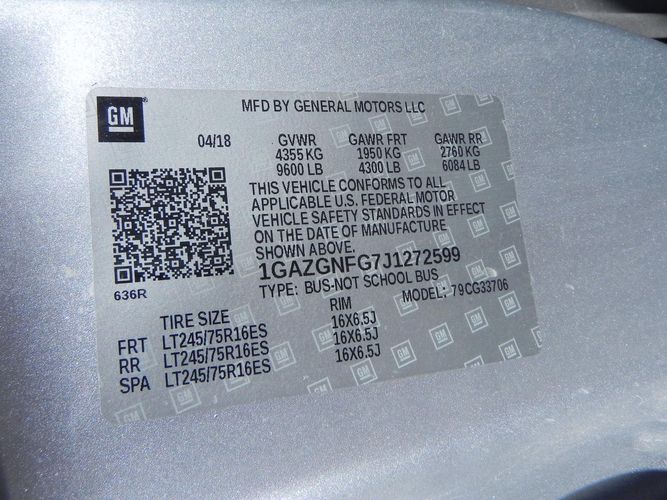 GM
MFD BY GENERAL MOTORS LLC
04/18 GVWR GAWR FRT GAWR RR
4355 KG 1950 KG 2760 KG
9600 LB 4300 LB 6084 LB
THIS VEHICLE CONFORMS TO ALL
APPLICABLE U.S. FEDERAL MOTOR
VEHICLE SAFETY STANDARDS IN EFFECT
ON THE DATE OF MANUFACTURE
SHOWN ABOVE.
1GAZGNFG7J1272599
TYPE: BUS-NOT SCHOOL BUS MODEL: 79CG33706
636R
TIRE SIZE RIM
FRT LT245/75R16ES 16X6.5J
RR LT245/75R16ES 16X6.5J
SPA LT245/75R16ES 16X6.5J